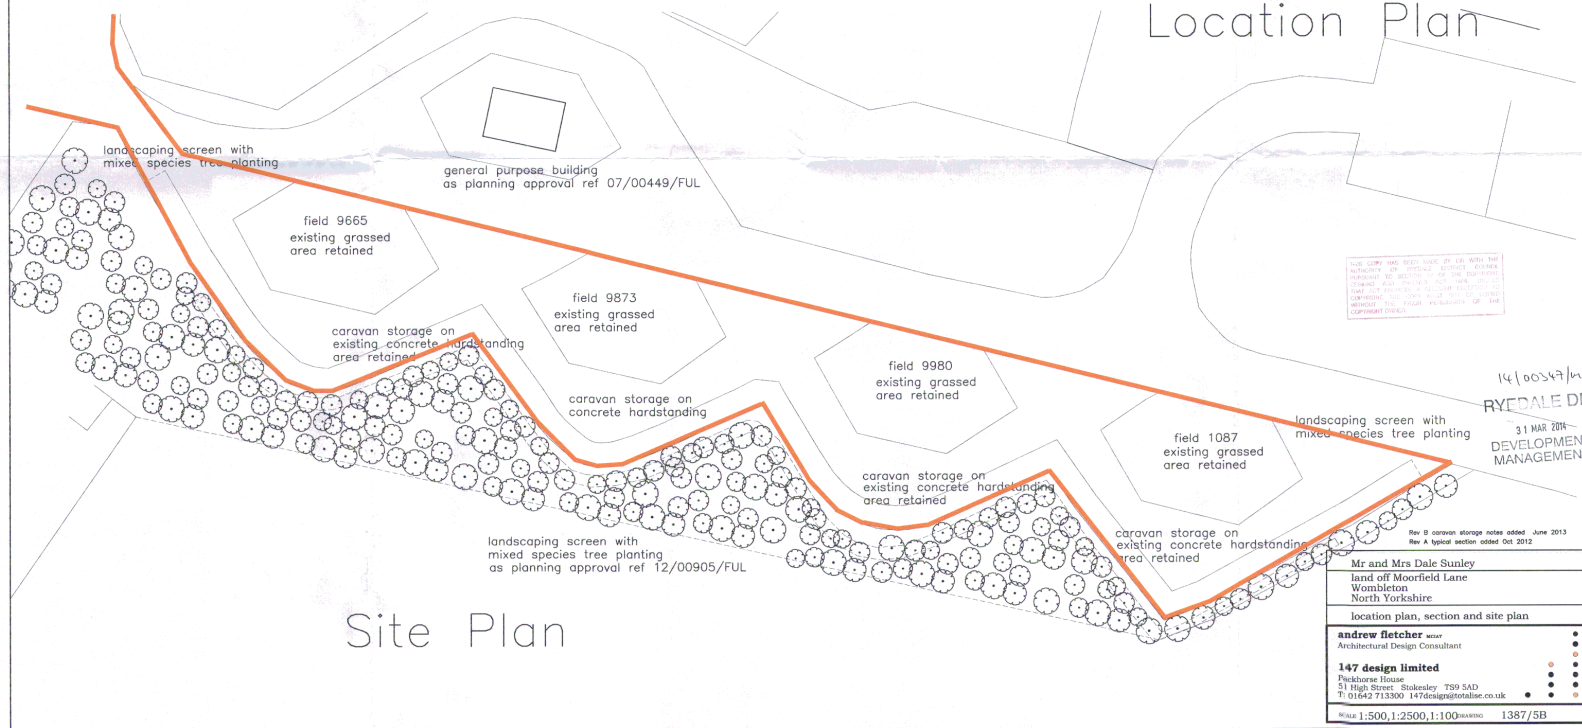 Location Plan
landscaping screen with
mixed species tree planting
general purpose building
as planning approval ref 07/00449/FUL
field 9665
existing grassed
area retained
field 9873
existing grassed
area retained
caravan storage on
existing concrete hardstanding
area retained
field 9980
existing grassed
area retained
caravan storage on
concrete hardstanding
field 1087
existing grassed
area retained
landscaping screen with
mixed species tree planting
caravan storage on
existing concrete hardstanding
area retained
caravan storage on
existing concrete hardstanding
area retained
landscaping screen with
mixed species tree planting
as planning approval ref 12/00905/FUL
Site Plan
RYEDALE
31 MAR 2014
DEVELOPMEN
MANAGEMEN
Rev B caravan storage notes added June 2013
Rev A typical section added Oct 2012
Mr and Mrs Dale Sunley
land off Moorfield Lane
Wombleton
North Yorkshire
location plan, section and site plan
andrew fletcher MCIAT
Architectural Design Consultant
147 design limited
Packhorse House
51 High Street Stokesley TS9 5AD
T: 01642 713300 147design@totalise.co.uk
SCALE 1:500,1:2500,1:100 DRAWING 1387/5B